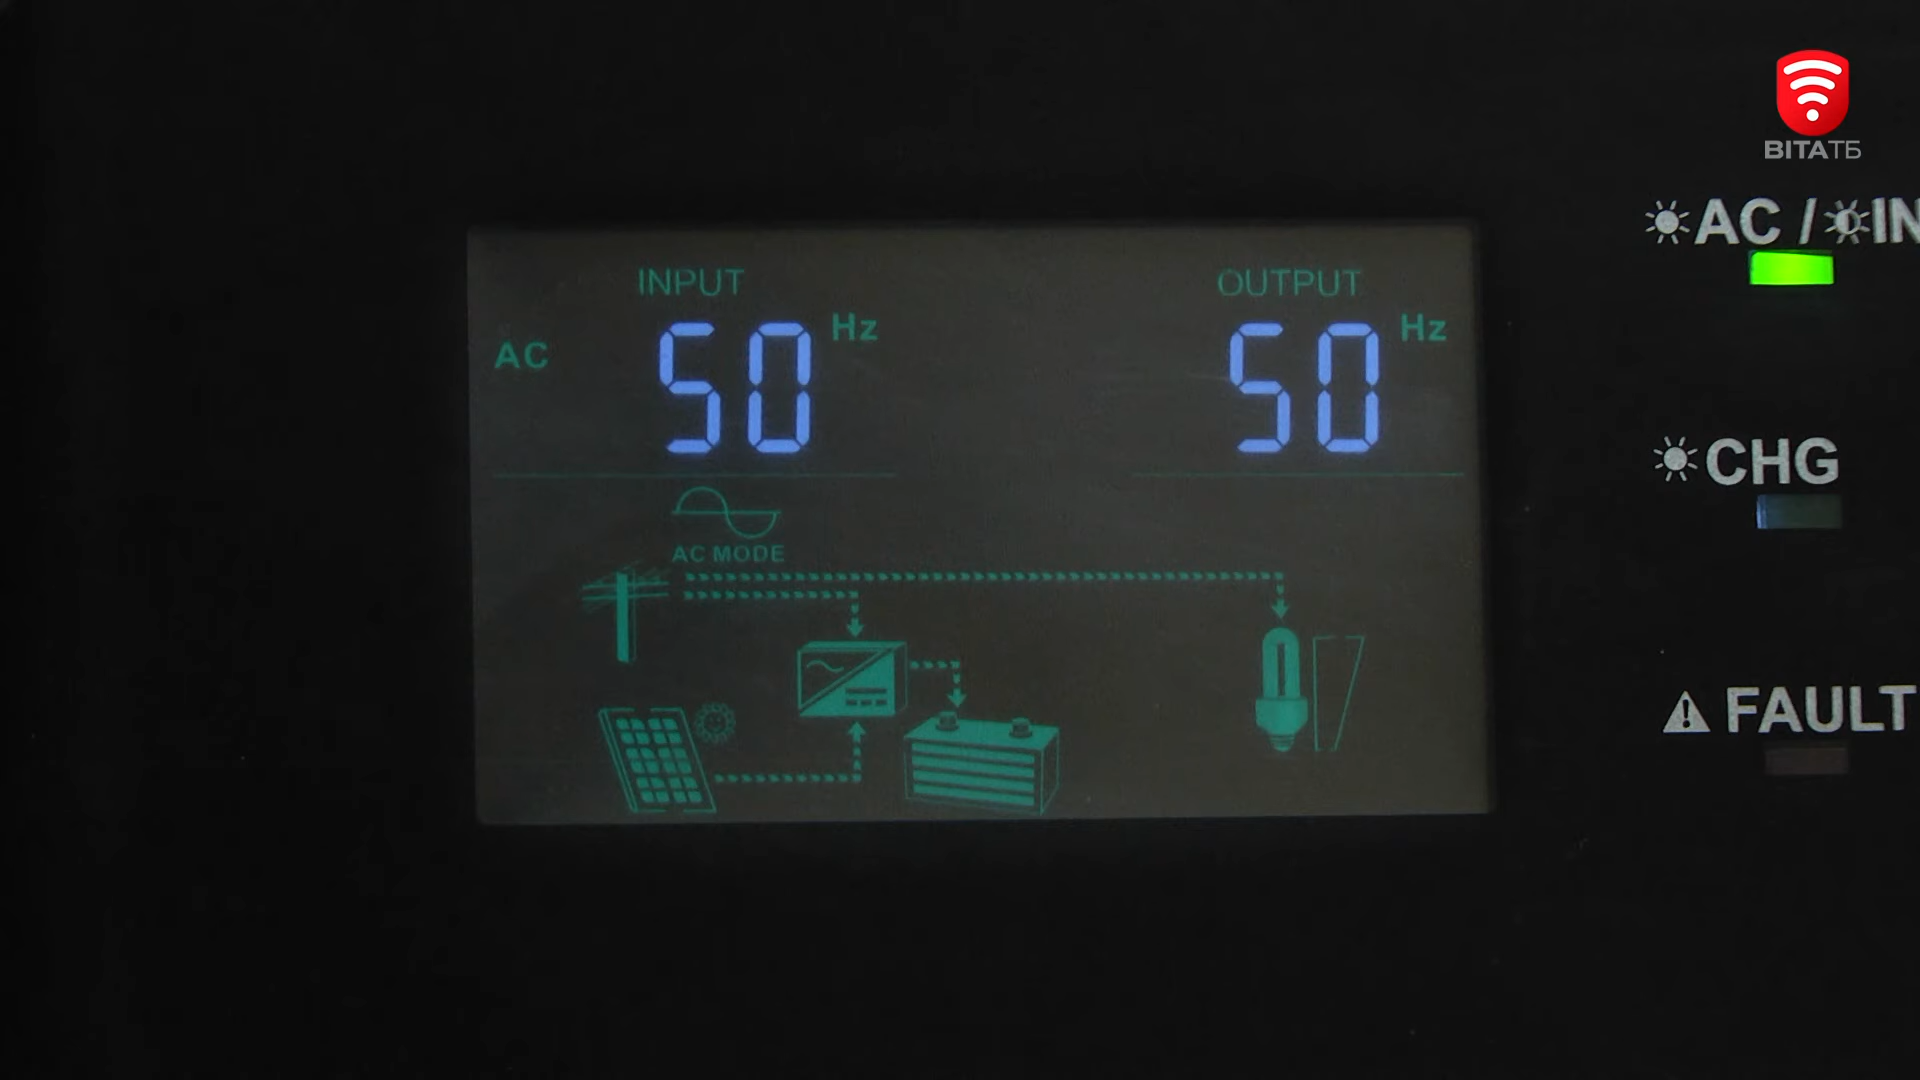 ВІТАТБ
AC / IN
INPUT
OUTPUT
AC 50 Hz
50 Hz
CHG
AC MODE
FAULT